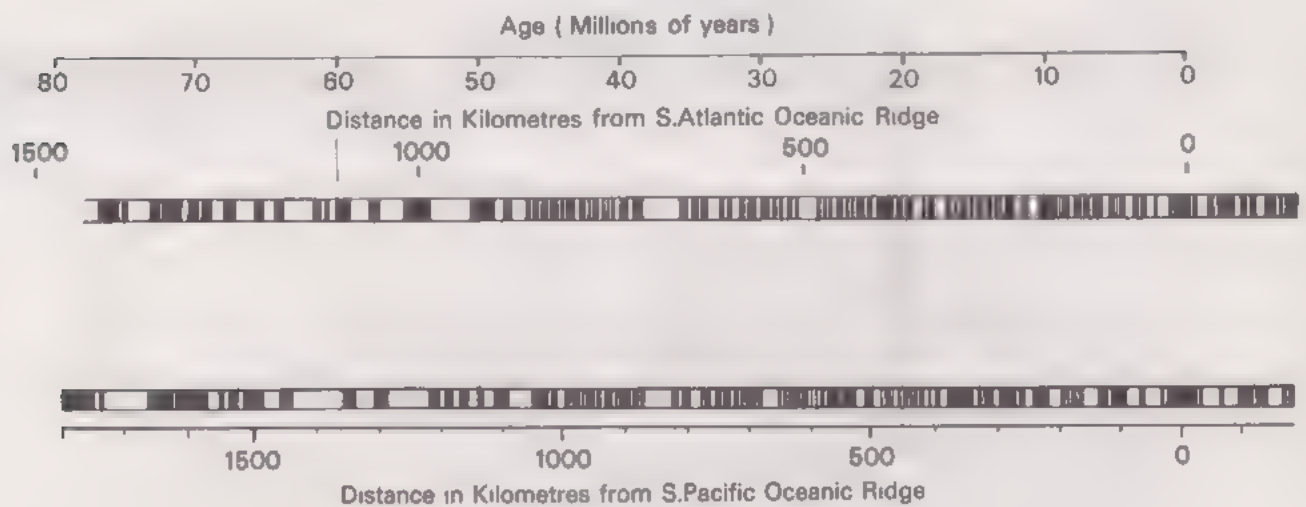 Age ( Millions of years )
80 70 60 50 40 30 20 10 0
Distance in Kilometres from S.Atlantic Oceanic Ridge
1500 1000 500 0
1500 1000 500 0
Distance in Kilometres from S.Pacific Oceanic Ridge